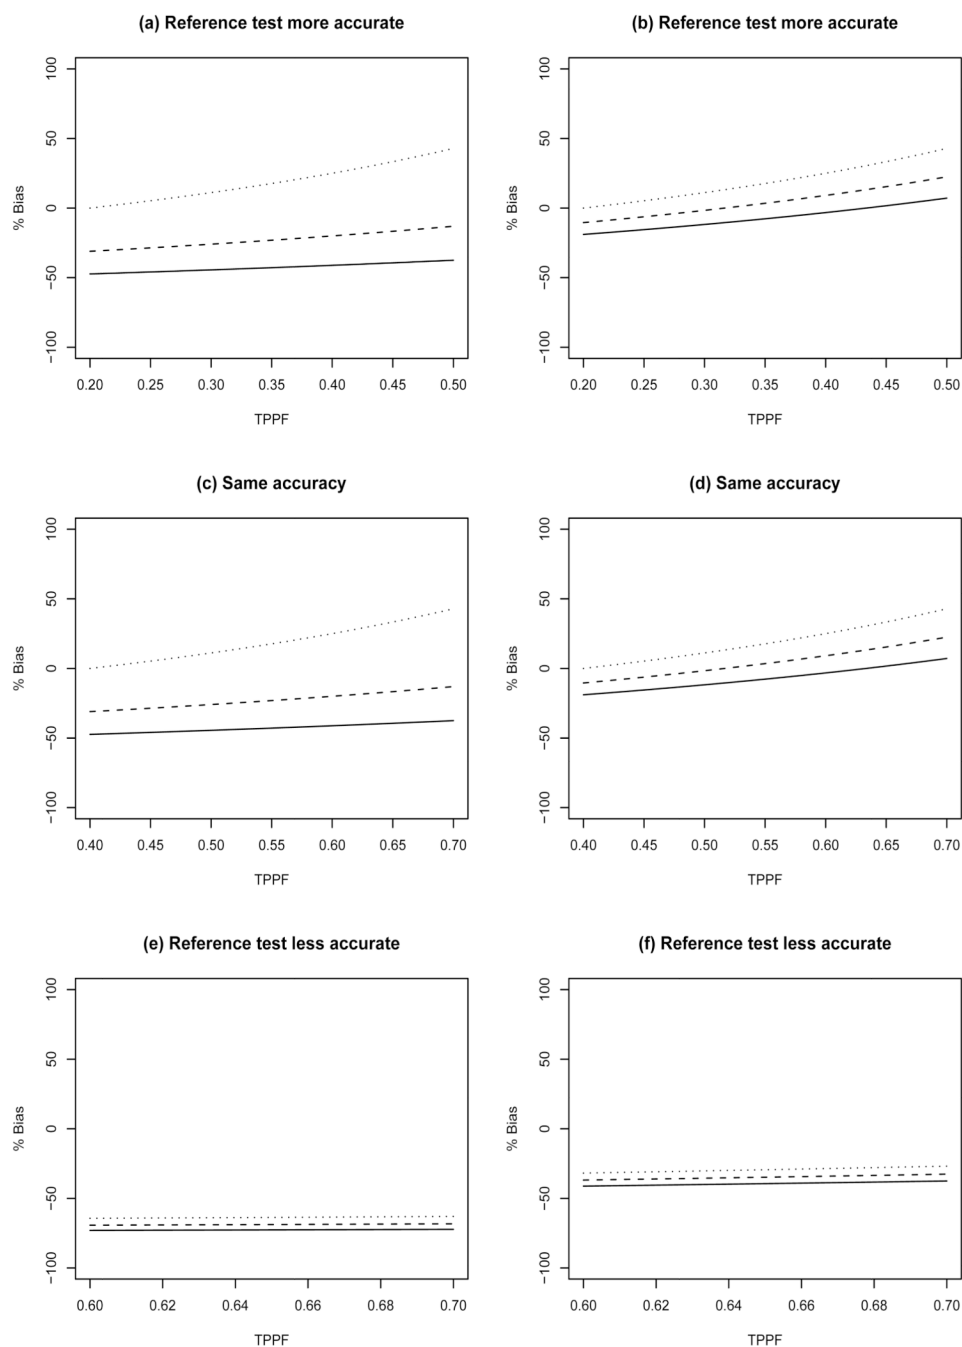 (a) Reference test more accurate
(b) Reference test more accurate
% Bias
100
50
0
−50
−100
0.20 0.25 0.30 0.35 0.40 0.45 0.50
TPPF
% Bias
100
50
0
−50
−100
0.20 0.25 0.30 0.35 0.40 0.45 0.50
TPPF
(c) Same accuracy
(d) Same accuracy
% Bias
100
50
0
−50
−100
0.40 0.45 0.50 0.55 0.60 0.65 0.70
TPPF
% Bias
100
50
0
−50
−100
0.40 0.45 0.50 0.55 0.60 0.65 0.70
TPPF
(e) Reference test less accurate
(f) Reference test less accurate
% Bias
100
50
0
−50
−100
0.60 0.62 0.64 0.66 0.68 0.70
TPPF
% Bias
100
50
0
−50
−100
0.60 0.62 0.64 0.66 0.68 0.70
TPPF